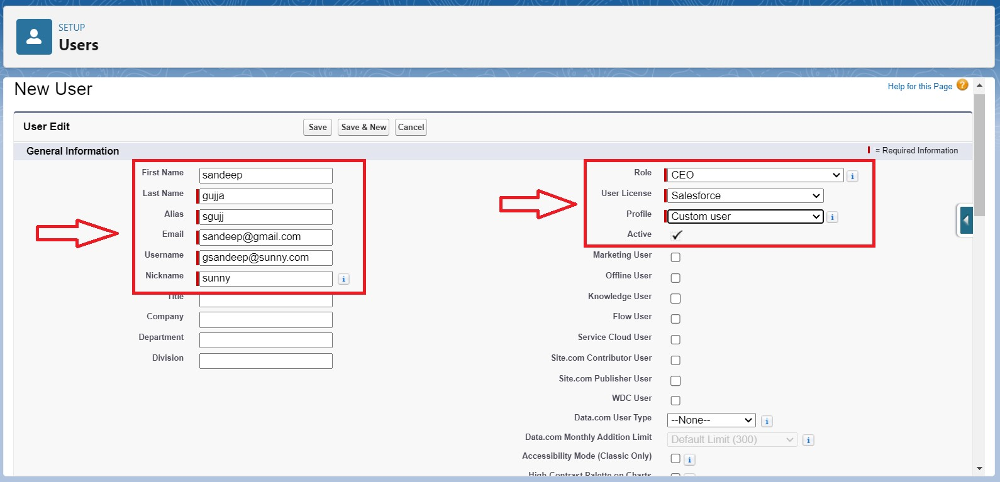 SETUP
Users
New User
Help for this Page ?
User Edit
Save
Save & New
Cancel
General Information
= Required Information
First Name sandeep
Last Name gujja
Alias sgujj
Email sandeep@gmail.com
Username gsandeep@sunny.com
Nickname sunny i
Title
Company
Department
Division
Role CEO i
User License Salesforce
Profile Custom user i
Active
Marketing User
Offline User
Knowledge User
Flow User
Service Cloud User
Site.com Contributor User
Site.com Publisher User
WDC User
Data.com User Type --None-- i
Data.com Monthly Addition Limit Default Limit (300) i
Accessibility Mode (Classic Only) i
High Contrast Palette on Charts